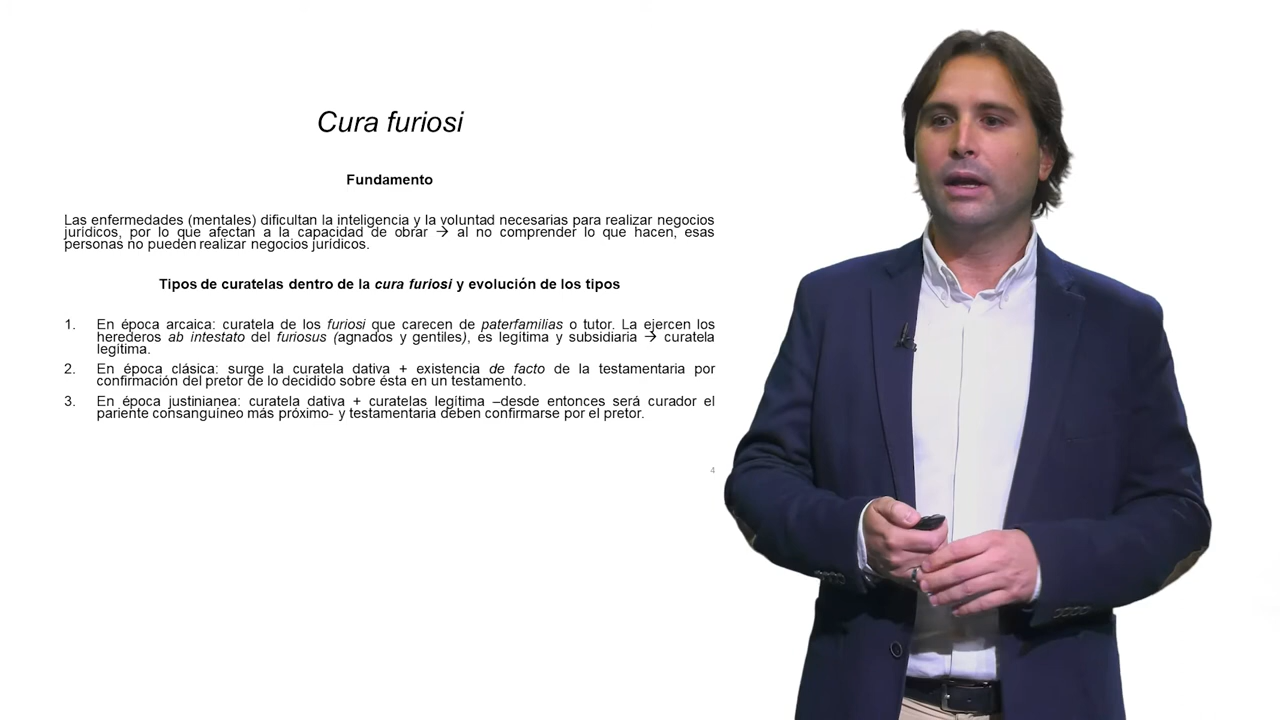 Cura furiosi
Fundamento
Las enfermedades (mentales) dificultan la inteligencia y la voluntad necesarias para realizar negocios
jurídicos, por lo que afectan a la capacidad de obrar → al no comprender lo que hacen, esas
personas no pueden realizar negocios jurídicos.
Tipos de curatelas dentro de la cura furiosi y evolución de los tipos
1. En época arcaica: curatela de los furiosi que carecen de paterfamilias o tutor. La ejercen los
herederos ab intestato del furiosus (agnados y gentiles), es legítima y subsidiaria → curatela
legítima.
2. En época clásica: surge la curatela dativa + existencia de facto de la testamentaria por
confirmación del pretor de lo decidido sobre ésta en un testamento.
3. En época justinianea: curatela dativa + curatelas legítima –desde entonces será curador el
pariente consanguíneo más próximo- y testamentaria deben confirmarse por el pretor.
4